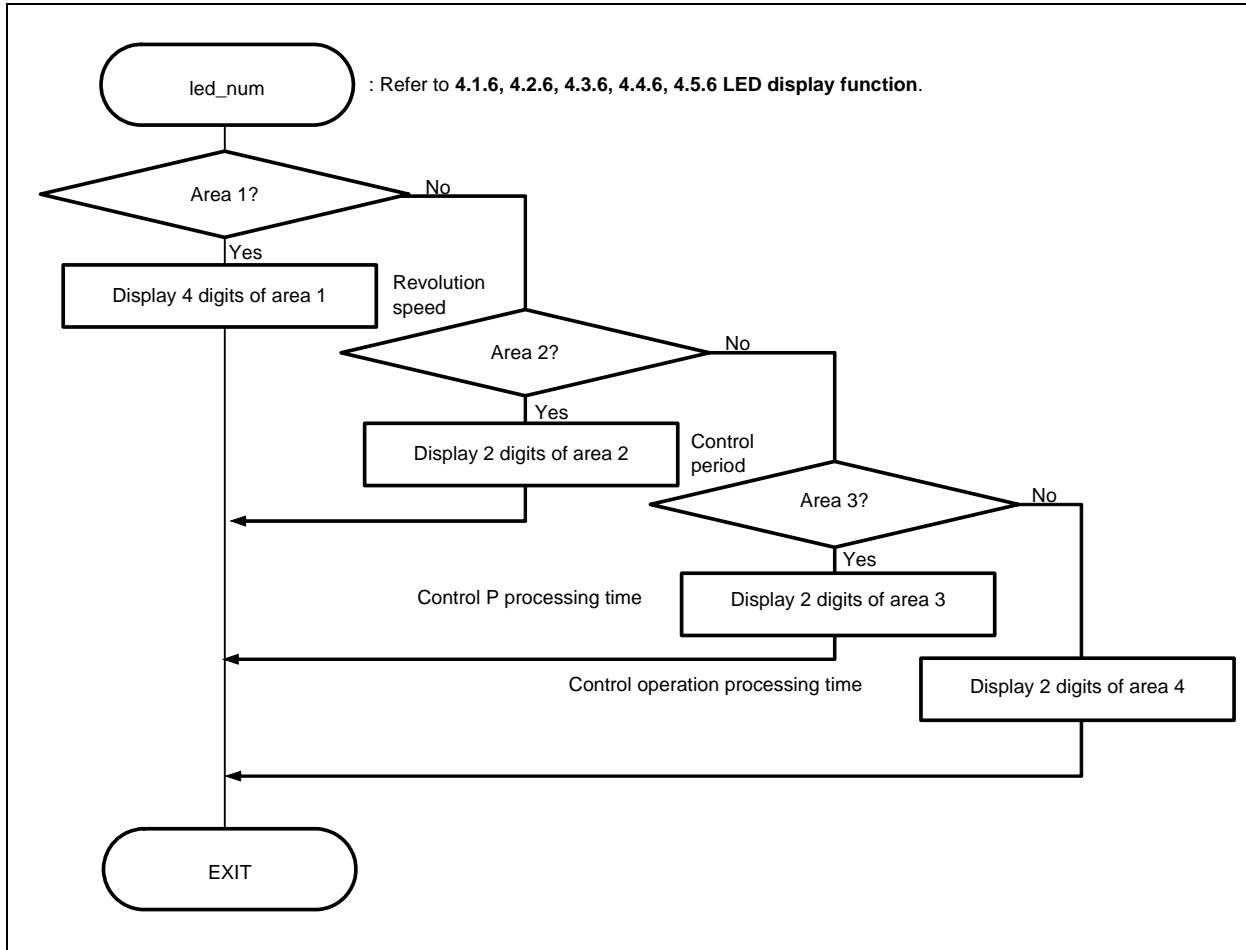 led_num
: Refer to 4.1.6, 4.2.6, 4.3.6, 4.4.6, 4.5.6 LED display function.
Area 1?
No
Yes
Display 4 digits of area 1
Revolution
speed
Area 2?
No
Yes
Display 2 digits of area 2
Control
period
Area 3?
No
Yes
Control P processing time
Display 2 digits of area 3
Control operation processing time
Display 2 digits of area 4
EXIT